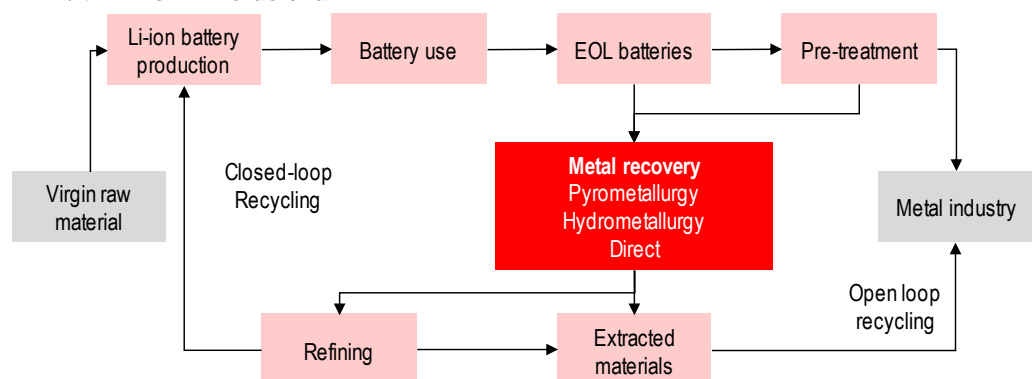 Li-ion battery
production
Battery use
EOL batteries
Pre-treatment
Closed-loop
Recycling
Virgin raw
material
Metal recovery
Pyrometallurgy
Hydrometallurgy
Direct
Metal industry
Open loop
recycling
Refining
Extracted
materials